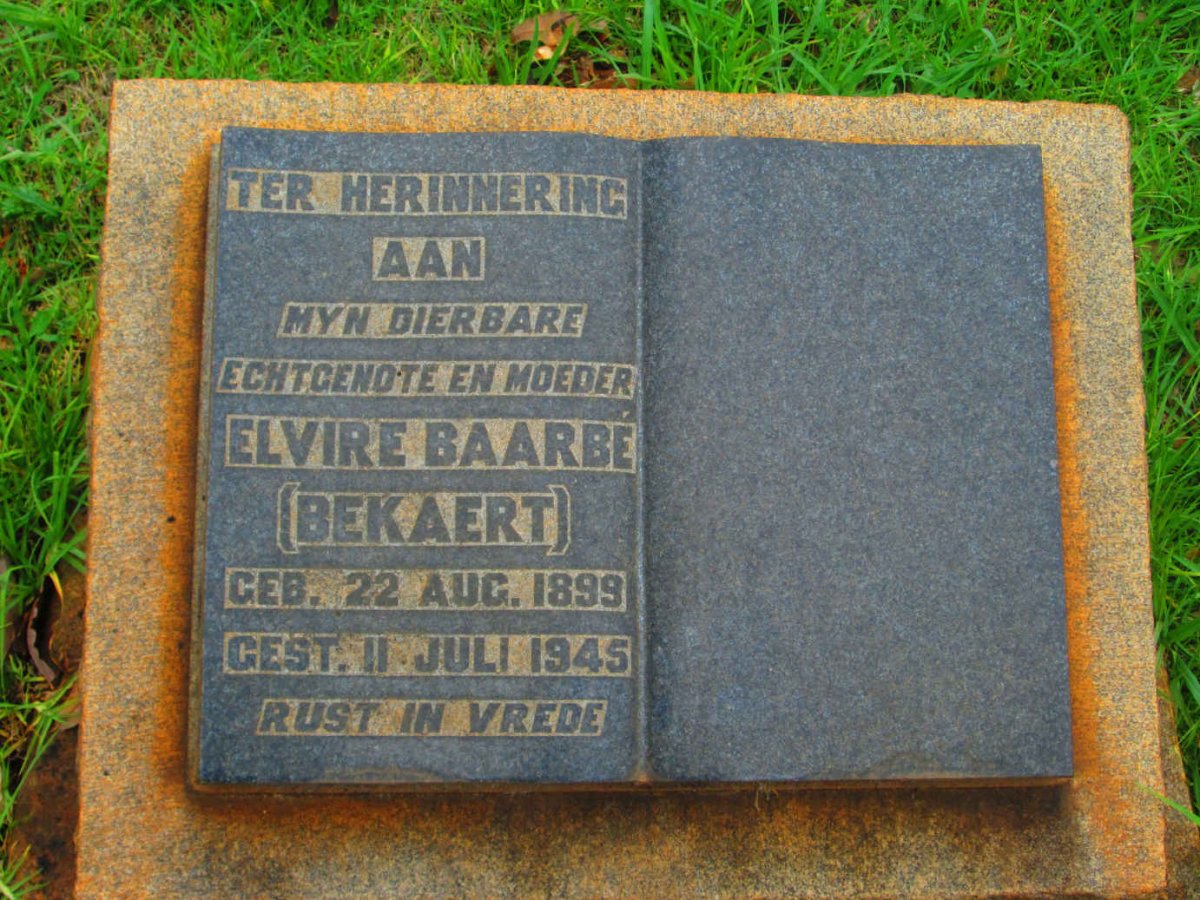 TER HERINNERING
AAN
MYN DIERBARE
ECHTGENOTE EN MOEDER
ELVIRE BAARBÉ
(BEKAERT)
GEB. 22 AUG. 1899
GEST. 11 JULI 1945
RUST IN VREDE